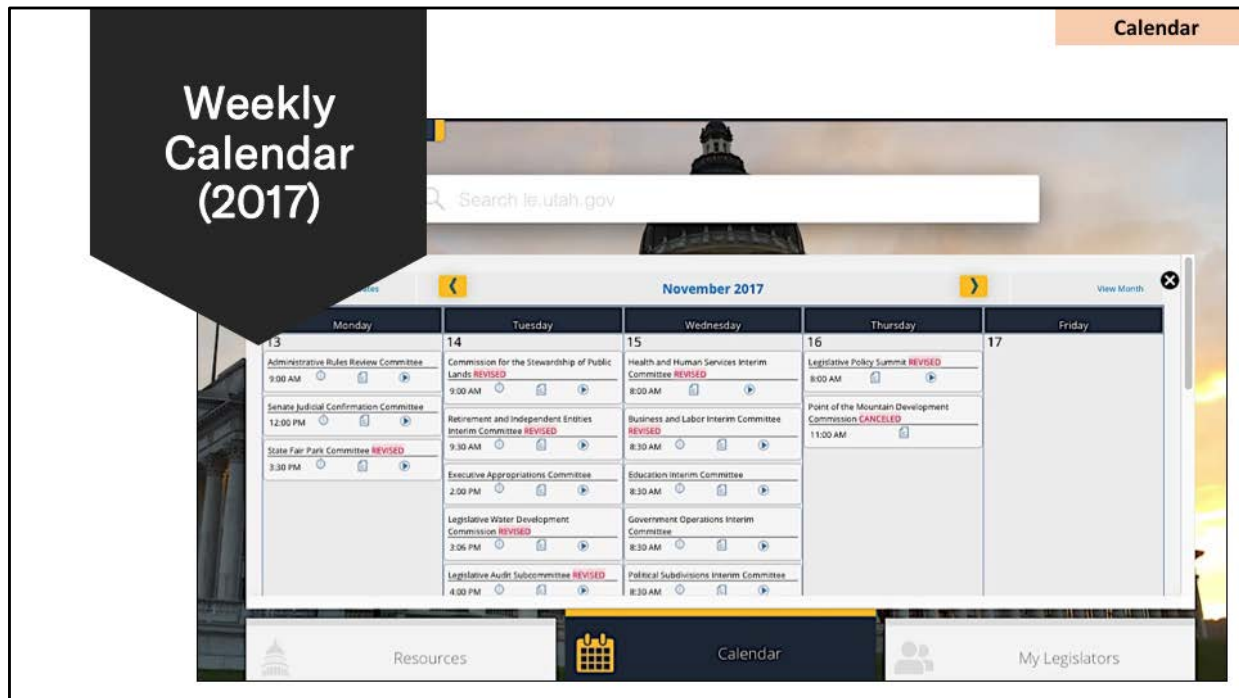 Calendar
Weekly
Calendar
(2017)
Search le.utah.gov
November 2017
View Month
Monday
Tuesday
Wednesday
Thursday
Friday
13
Administrative Rules Review Committee
9:00 AM
Senate Judicial Confirmation Committee
12:00 PM
State Fair Park Committee REVISED
3:30 PM
14
Commission for the Stewardship of Public
Lands REVISED
9:00 AM
Retirement and Independent Entities
Interim Committee REVISED
9:30 AM
Executive Appropriations Committee
2:00 PM
Legislative Water Development
Commission REVISED
3:06 PM
Legislative Audit Subcommittee REVISED
4:00 PM
15
Health and Human Services Interim
Committee REVISED
8:00 AM
Business and Labor Interim Committee
REVISED
8:30 AM
Education Interim Committee
8:30 AM
Government Operations Interim
Committee
8:30 AM
Political Subdivisions Interim Committee
8:30 AM
16
Legislative Policy Summit REVISED
8:00 AM
Point of the Mountain Development
Commission CANCELED
11:00 AM
17
Resources
Calendar
My Legislators